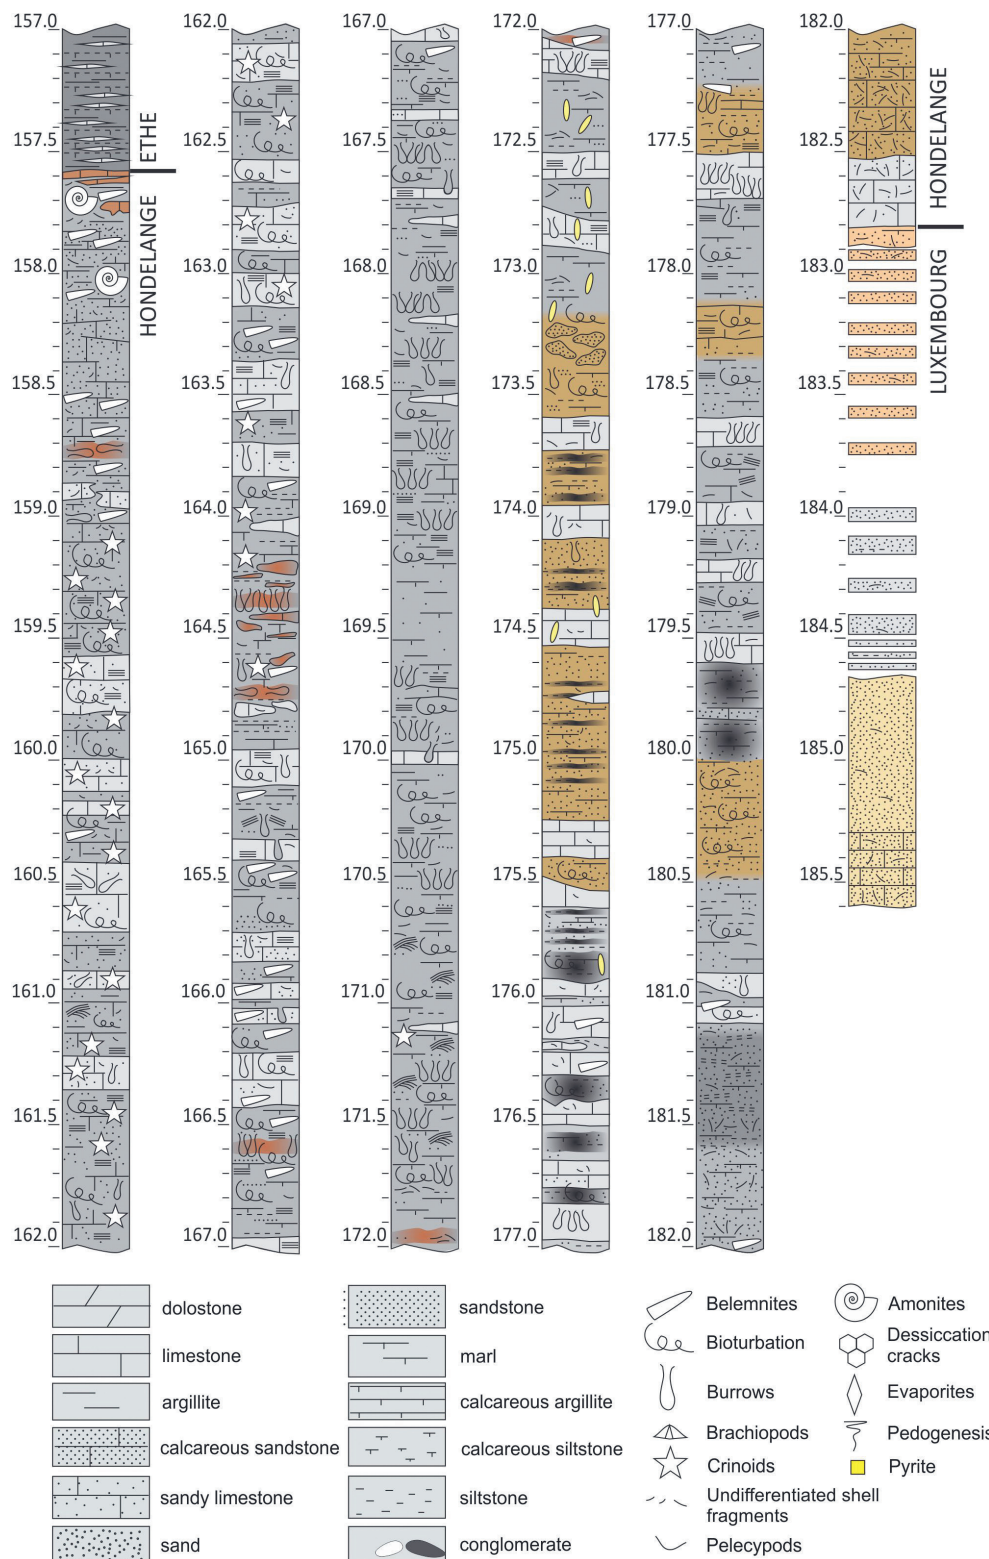 157.0
157.5
158.0
158.5
159.0
159.5
160.0
160.5
161.0
161.5
162.0
ETHE
HONDELANGE
162.0
162.5
163.0
163.5
164.0
164.5
165.0
165.5
166.0
166.5
167.0
167.0
167.5
168.0
168.5
169.0
169.5
170.0
170.5
171.0
171.5
172.0
172.0
172.5
173.0
173.5
174.0
174.5
175.0
175.5
176.0
176.5
177.0
177.0
177.5
178.0
178.5
179.0
179.5
180.0
180.5
181.0
181.5
182.0
182.0
182.5
183.0
183.5
184.0
184.5
185.0
185.5
HONDELANGE
LUXEMBOURG
dolostone
limestone
argillite
calcareous sandstone
sandy limestone
sand
sandstone
marl
calcareous argillite
calcareous siltstone
siltstone
conglomerate
Belemnites
Bioturbation
Burrows
Brachiopods
Crinoids
Undifferentiated shell
fragments
Pelecypods
Amonites
Dessiccation
cracks
Evaporites
Pedogenesis
Pyrite